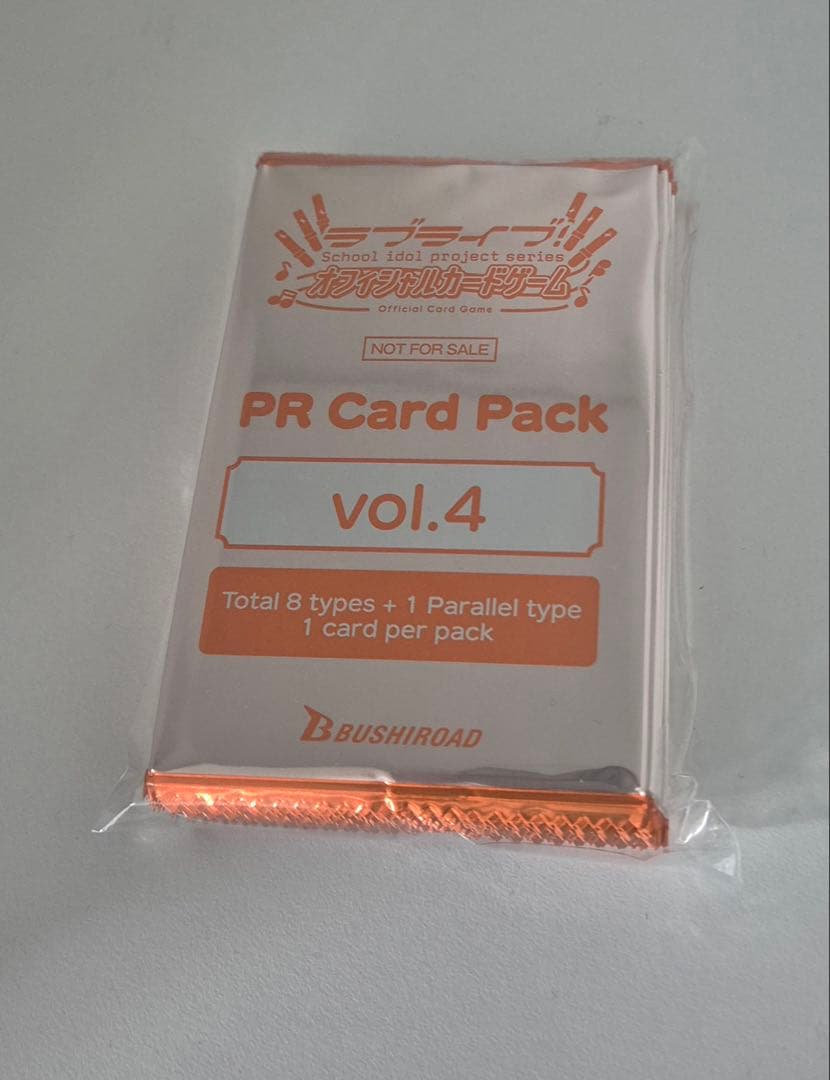 ラブライブ!
School idol project series
オフィシャルカードゲーム
Official Card Game
NOT FOR SALE
PR Card Pack
vol.4
Total 8 types + 1 Parallel type
1 card per pack
B BUSHIROAD